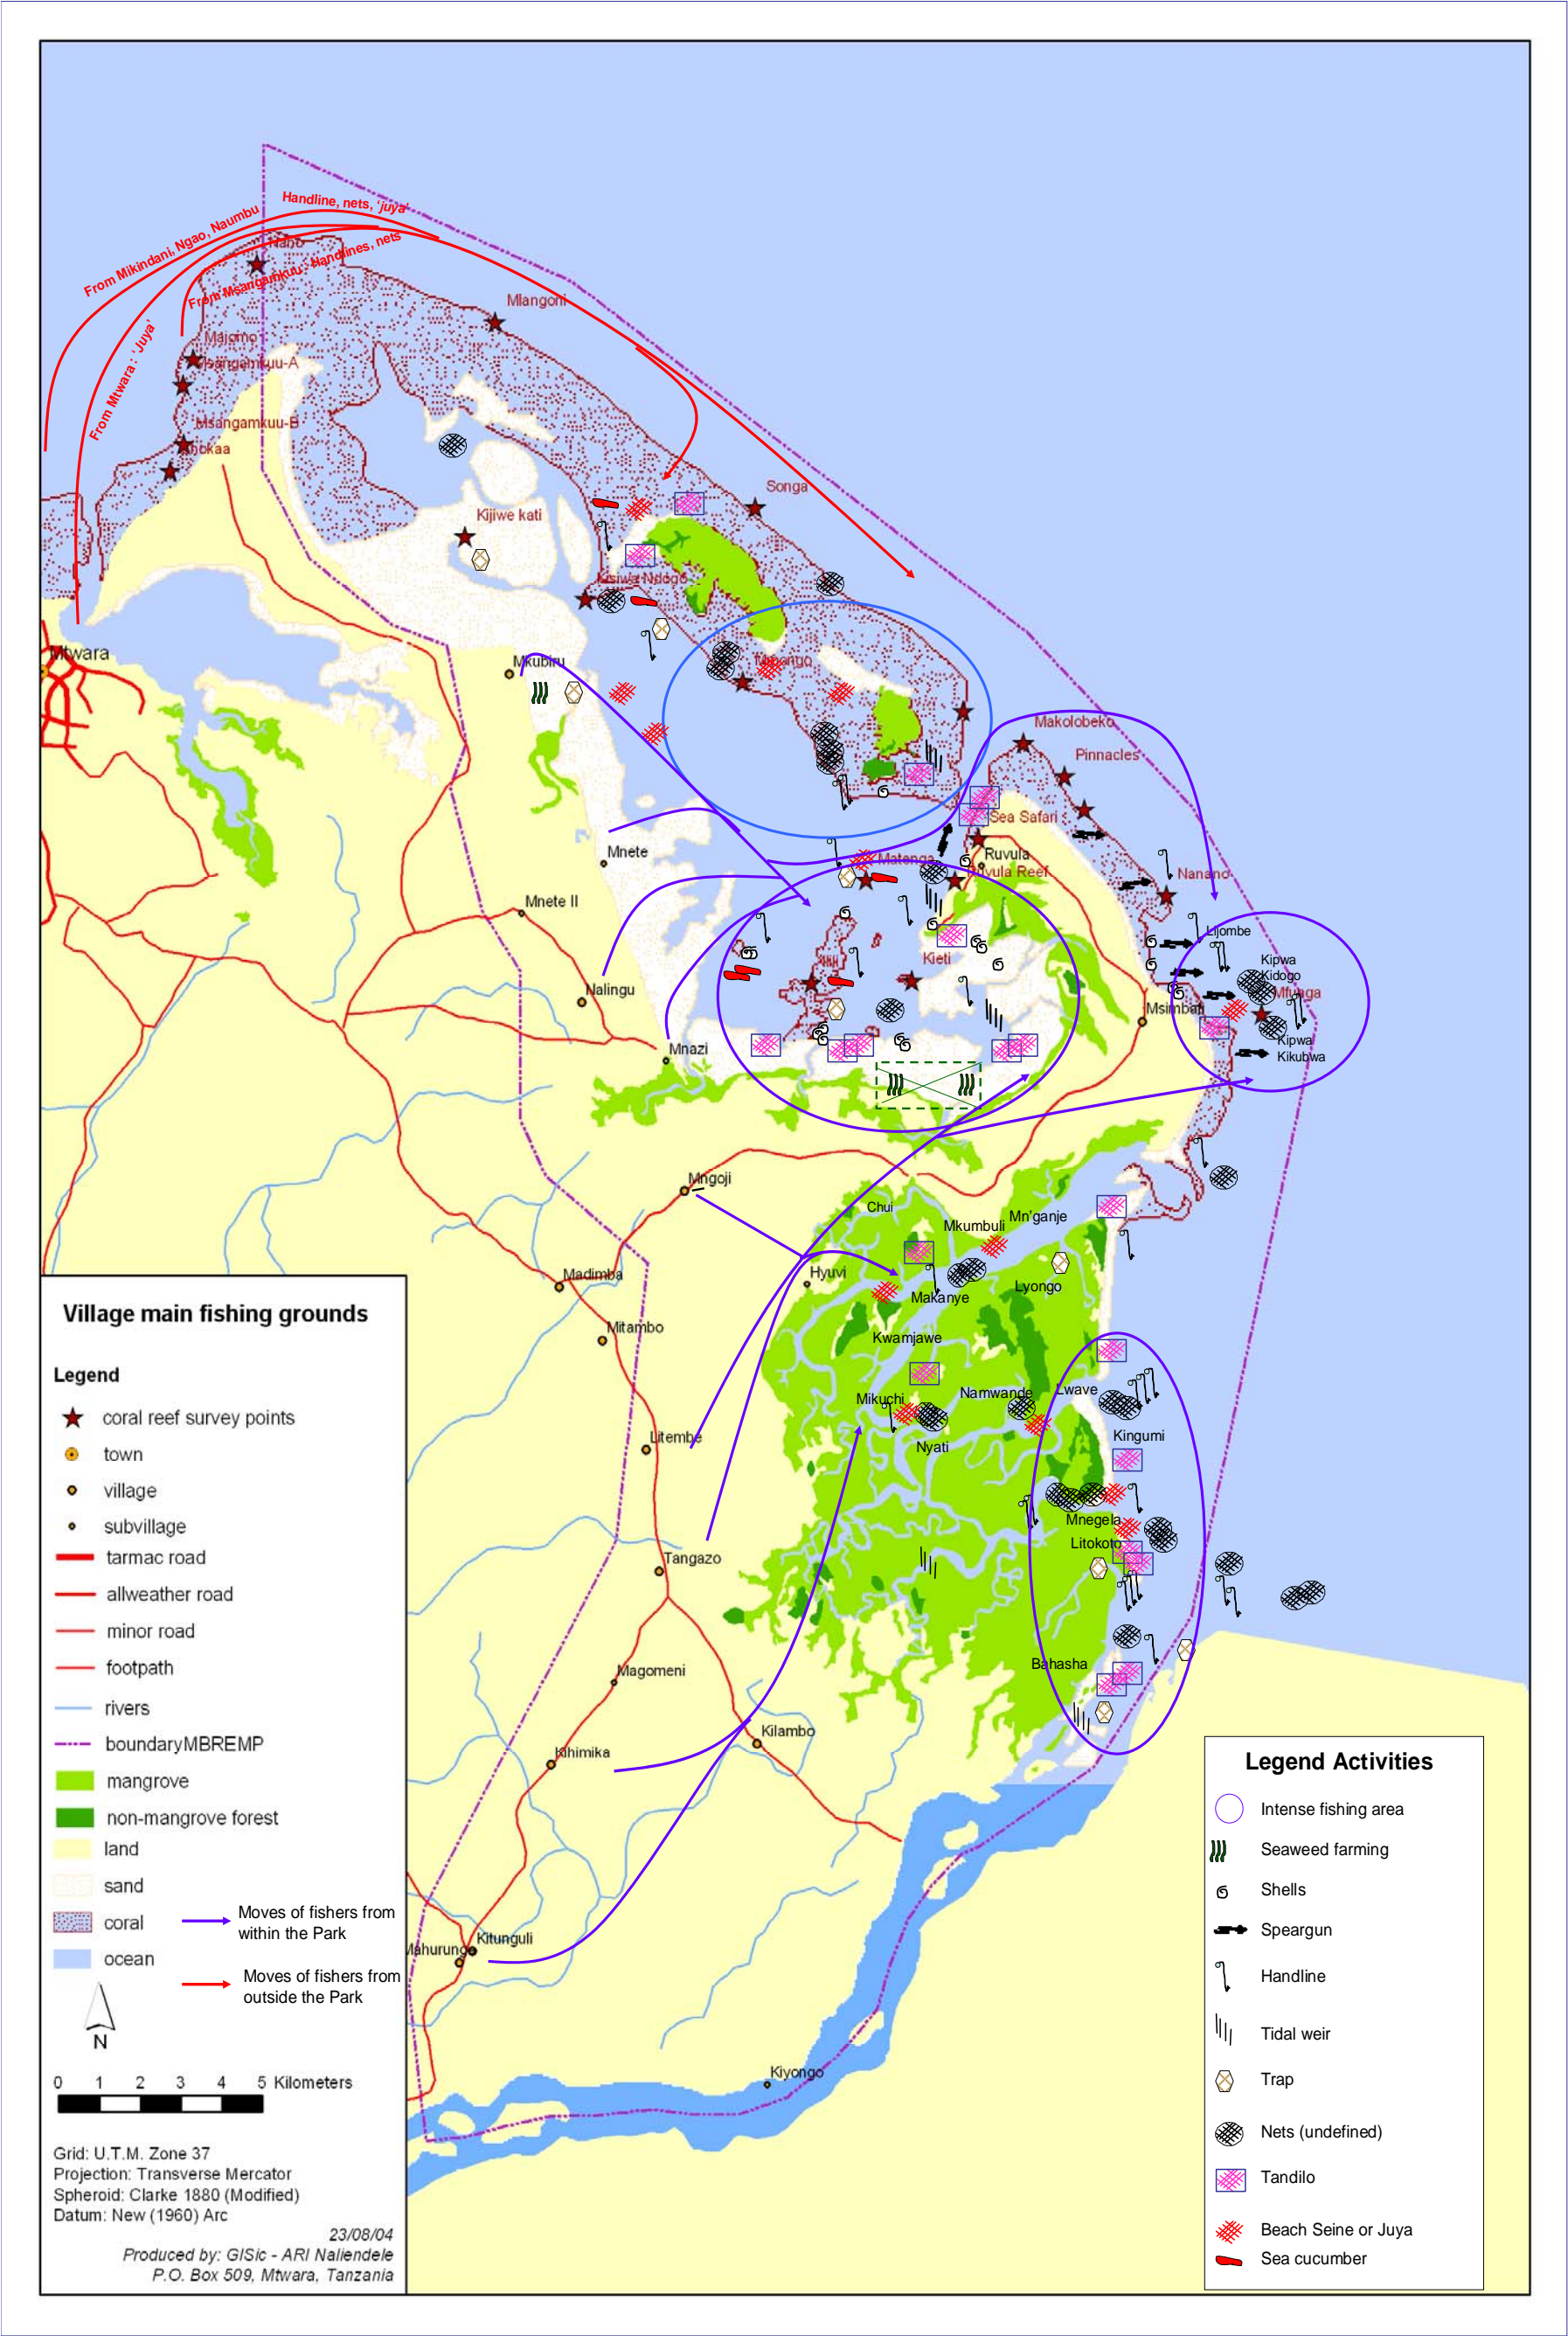 Handline, nets, 'juya'
From Mikindani, Ngao, Naumbu
Nabo
From Msangamkuu: Handlines, nets
Mlangoni
From Mtwara : 'Juya'
Majomo
Msangamkuu-A
Msangamkuu-B
Songa
Kijiwe kati
Kisiwa Ndogo
Mtwara
Mkubiru
Makolobeko
Pinnacles
Sea Safari
Mnete
Matenga
Ruvula
Ruvula Reef
Nanano
Mnete II
Lijombe
Kieti
Kipwa
Kidogo
Nalingu
Mfunga
Msimbati
Kipwa
Kikubwa
Mnazi
Mngoji
Chui
Mkumbuli
Mn'ganje
Madimba
Hyuvi
Lyongo
Makanye
Mitambo
Kwamjawe
Mikuchi
Namwande
Lwave
Litembe
Nyati
Kingumi
Mnegela
Litokoto
Tangazo
Magomeni
Bahasha
Kilambo
Kihimika
Kitunguli
Mahurunga
Kiyongo
Village main fishing grounds
Legend
coral reef survey points
town
village
subvillage
tarmac road
allweather road
minor road
footpath
rivers
boundaryMBREMP
mangrove
non-mangrove forest
land
sand
coral
ocean
Moves of fishers from
within the Park
Moves of fishers from
outside the Park
N
0 1 2 3 4 5 Kilometers
Grid: U.T.M. Zone 37
Projection: Transverse Mercator
Spheroid: Clarke 1880 (Modified)
Datum: New (1960) Arc
23/08/04
Produced by: GISic - ARI Naliendele
P.O. Box 509, Mtwara, Tanzania
Legend Activities
Intense fishing area
Seaweed farming
Shells
Speargun
Handline
Tidal weir
Trap
Nets (undefined)
Tandilo
Beach Seine or Juya
Sea cucumber